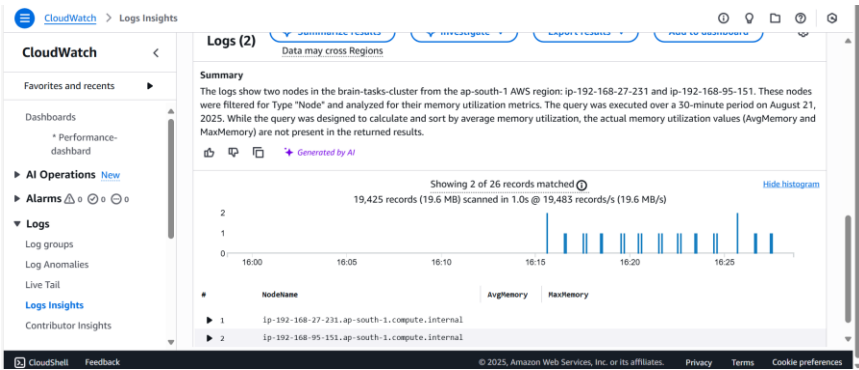 CloudWatch > Logs Insights
CloudWatch
Favorites and recents
Dashboards
* Performance-
dashbard
AI Operations New
Alarms 0 0 0
Logs
Log groups
Log Anomalies
Live Tail
Logs Insights
Contributor Insights
Logs (2)
Summarize results
Investigate
Export results
Add to dashboard
Data may cross Regions
Summary
The logs show two nodes in the brain-tasks-cluster from the ap-south-1 AWS region: ip-192-168-27-231 and ip-192-168-95-151. These nodes
were filtered for Type "Node" and analyzed for their memory utilization metrics. The query was executed over a 30-minute period on August 21,
2025. While the query was designed to calculate and sort by average memory utilization, the actual memory utilization values (AvgMemory and
MaxMemory) are not present in the returned results.
Generated by AI
Showing 2 of 26 records matched
Hide histogram
19,425 records (19.6 MB) scanned in 1.0s @ 19,483 records/s (19.6 MB/s)
2
1
0
16:00 16:05 16:10 16:15 16:20 16:25
# NodeName AvgMemory MaxMemory
1 ip-192-168-27-231.ap-south-1.compute.internal
2 ip-192-168-95-151.ap-south-1.compute.internal
CloudShell Feedback © 2025, Amazon Web Services, Inc. or its affiliates. Privacy Terms Cookie preferences